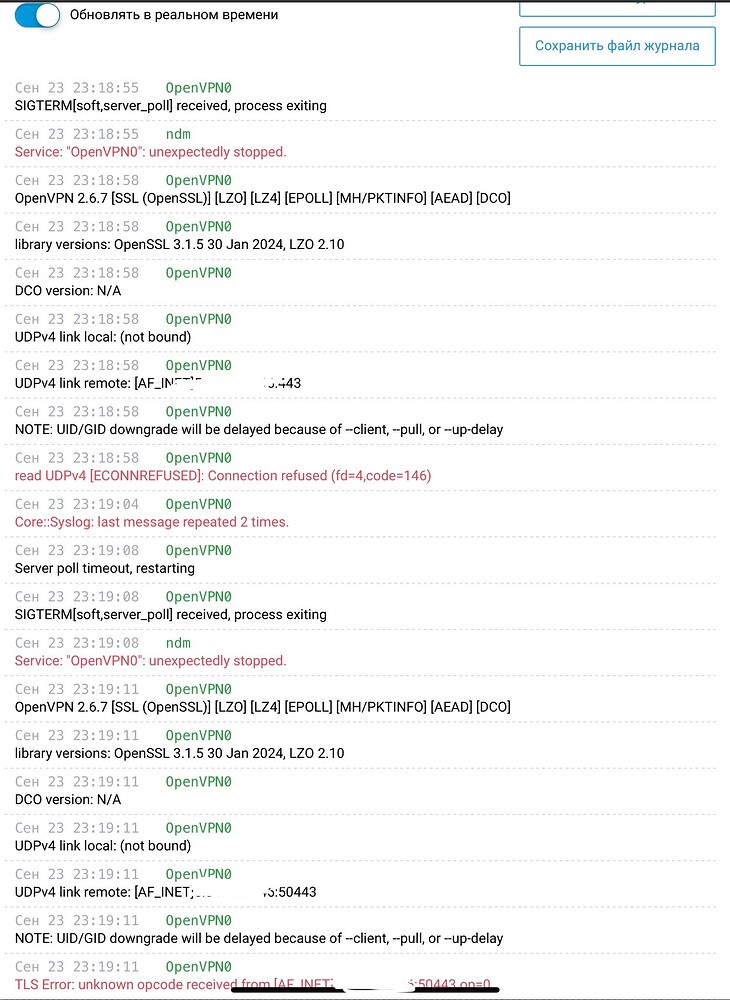 Обновлять в реальном времени
Сохранить файл журнала
Сен 23 23:18:55 OpenVPN0
SIGTERM[soft,server_poll] received, process exiting
Сен 23 23:18:55 ndm
Service: "OpenVPN0": unexpectedly stopped.
Сен 23 23:18:58 OpenVPN0
OpenVPN 2.6.7 [SSL (OpenSSL)] [LZO] [LZ4] [EPOLL] [MH/PKTINFO] [AEAD] [DCO]
Сен 23 23:18:58 OpenVPN0
library versions: OpenSSL 3.1.5 30 Jan 2024, LZO 2.10
Сен 23 23:18:58 OpenVPN0
DCO version: N/A
Сен 23 23:18:58 OpenVPN0
UDPv4 link local: (not bound)
Сен 23 23:18:58 OpenVPN0
UDPv4 link remote: [AF_INET] :443
Сен 23 23:18:58 OpenVPN0
NOTE: UID/GID downgrade will be delayed because of --client, --pull, or --up-delay
Сен 23 23:18:58 OpenVPN0
read UDPv4 [ECONNREFUSED]: Connection refused (fd=4,code=146)
Сен 23 23:19:04 OpenVPN0
Core::Syslog: last message repeated 2 times.
Сен 23 23:19:08 OpenVPN0
Server poll timeout, restarting
Сен 23 23:19:08 OpenVPN0
SIGTERM[soft,server_poll] received, process exiting
Сен 23 23:19:08 ndm
Service: "OpenVPN0": unexpectedly stopped.
Сен 23 23:19:11 OpenVPN0
OpenVPN 2.6.7 [SSL (OpenSSL)] [LZO] [LZ4] [EPOLL] [MH/PKTINFO] [AEAD] [DCO]
Сен 23 23:19:11 OpenVPN0
library versions: OpenSSL 3.1.5 30 Jan 2024, LZO 2.10
Сен 23 23:19:11 OpenVPN0
DCO version: N/A
Сен 23 23:19:11 OpenVPN0
UDPv4 link local: (not bound)
Сен 23 23:19:11 OpenVPN0
UDPv4 link remote: [AF_INET] :50443
Сен 23 23:19:11 OpenVPN0
NOTE: UID/GID downgrade will be delayed because of --client, --pull, or --up-delay
Сен 23 23:19:11 OpenVPN0
TLS Error: unknown opcode received from [AF_INET] :50443 op=0